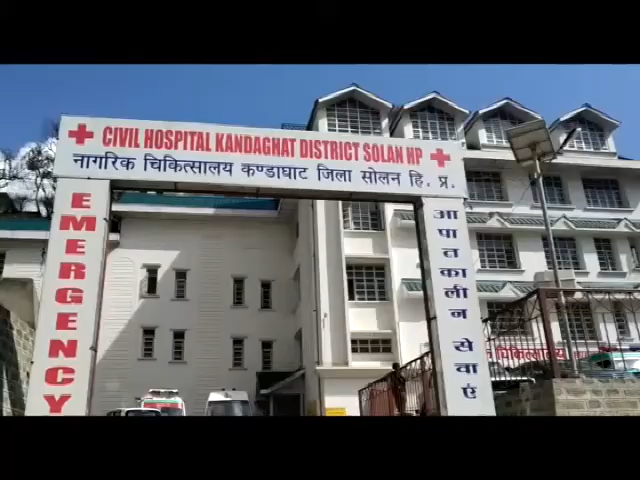 CIVIL HOSPITAL KANDAGHAT DISTRICT SOLAN HP
नागरिक चिकित्सालय कण्डाघाट जिला सोलन हि. प्र.
EMERGENCY
आपातकालीन सेवाएं